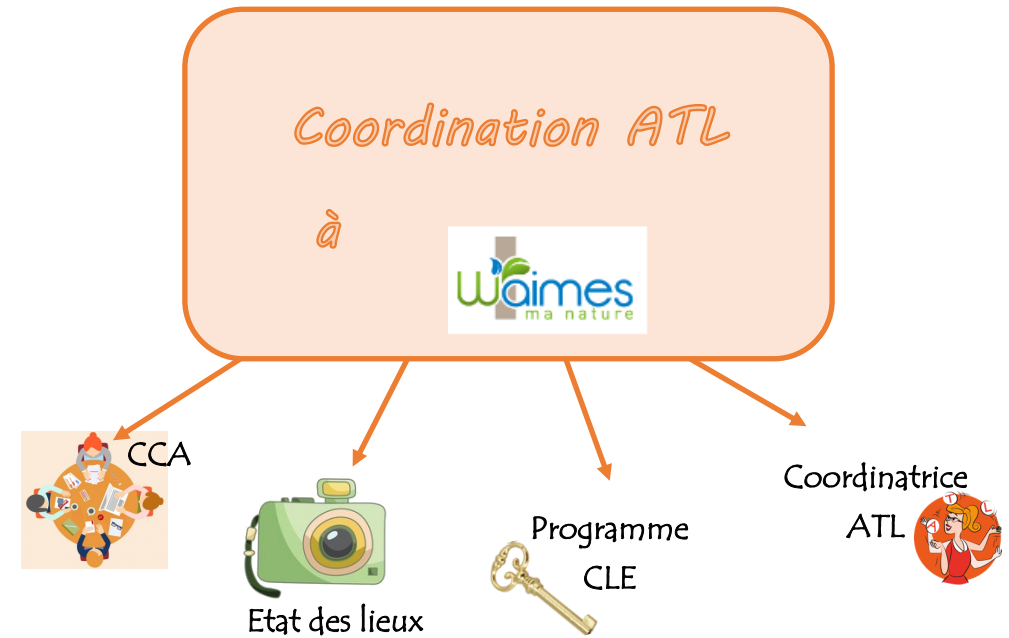 Coordination ATL
à
Waimes
ma nature
CCA
Etat des lieux
Programme
CLE
Coordinatrice
ATL
A T L